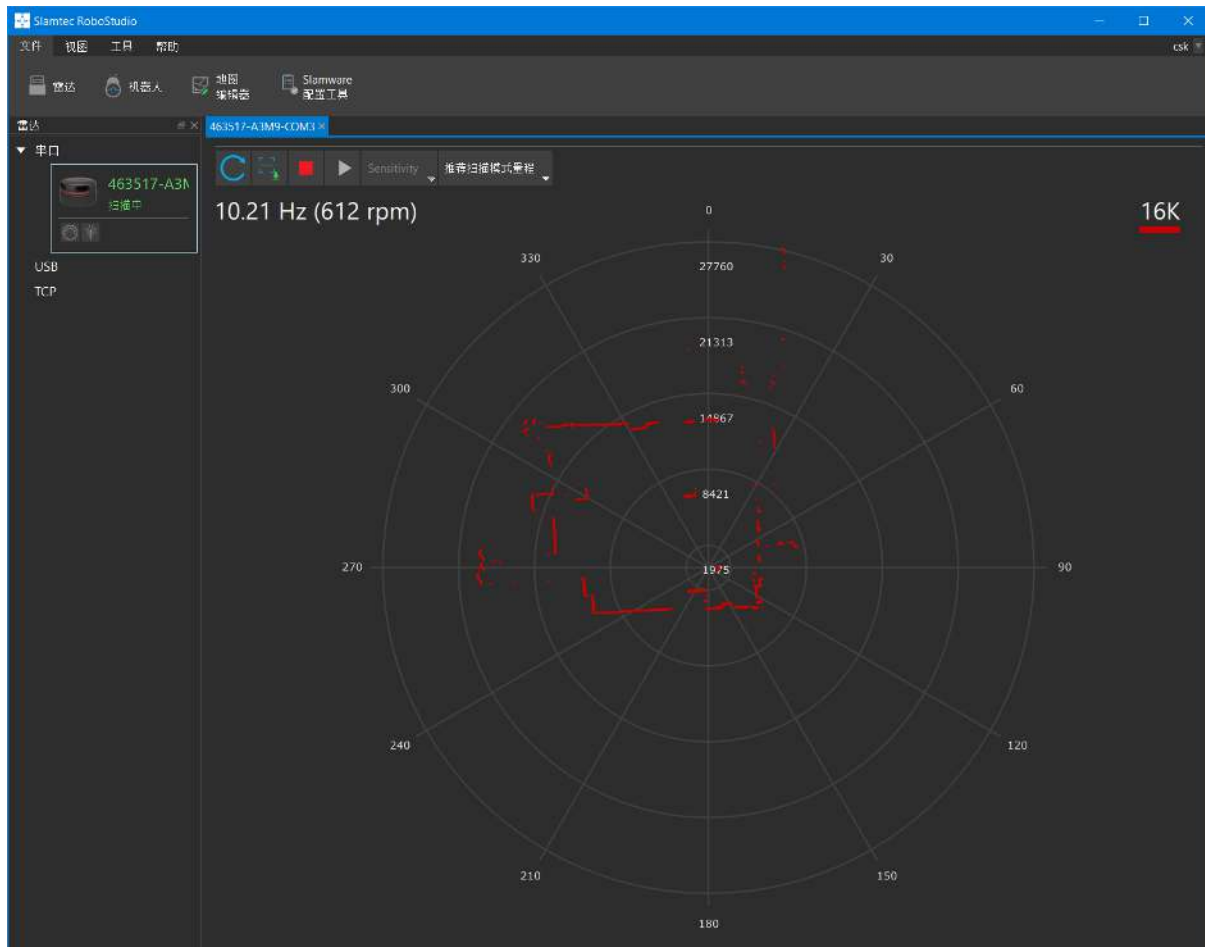 Slamtec RoboStudio
文件 视图 工具 帮助
csk
雷达
机器人
地图
编辑器
Slamware
配置工具
雷达
463517-A3M9-COM3
串口
463517-A3M
扫描中
USB
TCP
Sensitivity
推荐扫描模式量程
10.21 Hz (612 rpm)
16K
0
330
30
27760
21313
300
60
14867
8421
270
1975
90
240
120
210
150
180